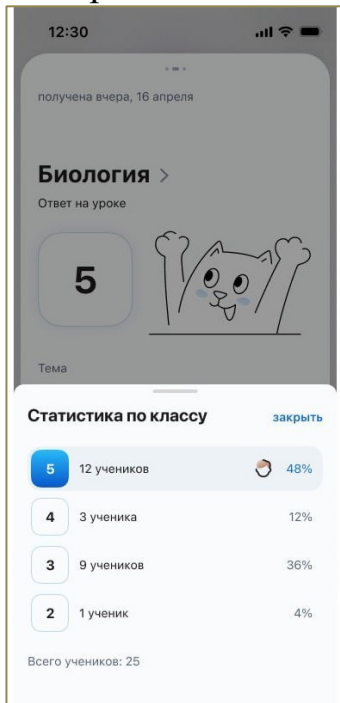 12:30
получена вчера, 16 апреля
Биология >
Ответ на уроке
5
Тема
Статистика по классу закрыть
5 12 учеников 48%
4 3 ученика 12%
3 9 учеников 36%
2 1 ученик 4%
Всего учеников: 25